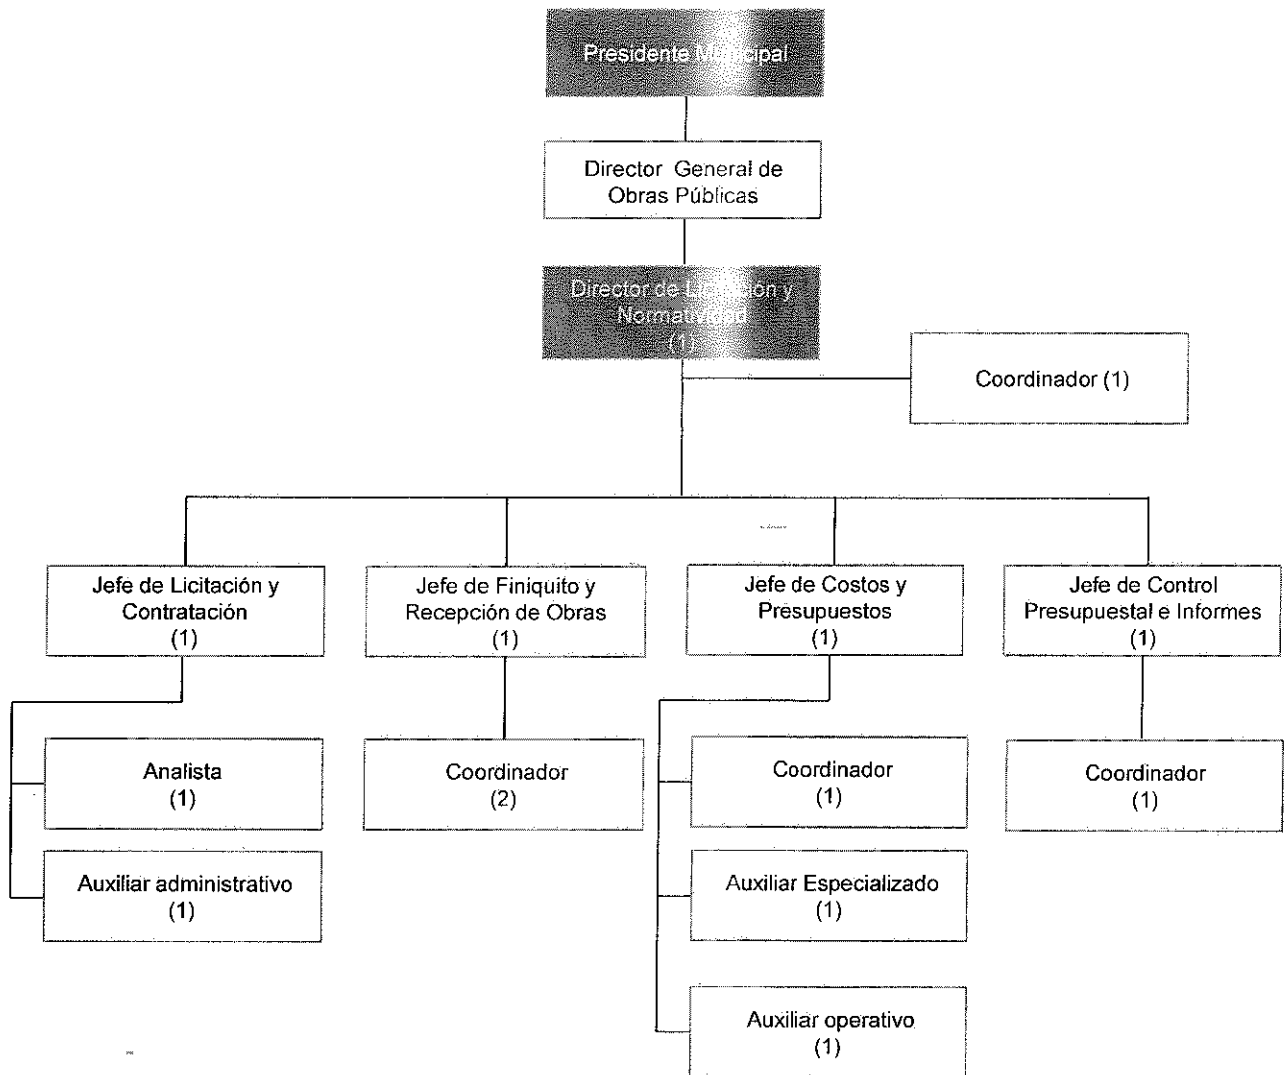 Presidente Municipal
Director General de
Obras Públicas
Director de Licitación y
Normatividad
(1)
Coordinador (1)
Jefe de Licitación y
Contratación
(1)
Jefe de Finiquito y
Recepción de Obras
(1)
Jefe de Costos y
Presupuestos
(1)
Jefe de Control
Presupuestal e Informes
(1)
Analista
(1)
Auxiliar administrativo
(1)
Coordinador
(2)
Coordinador
(1)
Auxiliar Especializado
(1)
Auxiliar operativo
(1)
Coordinador
(1)